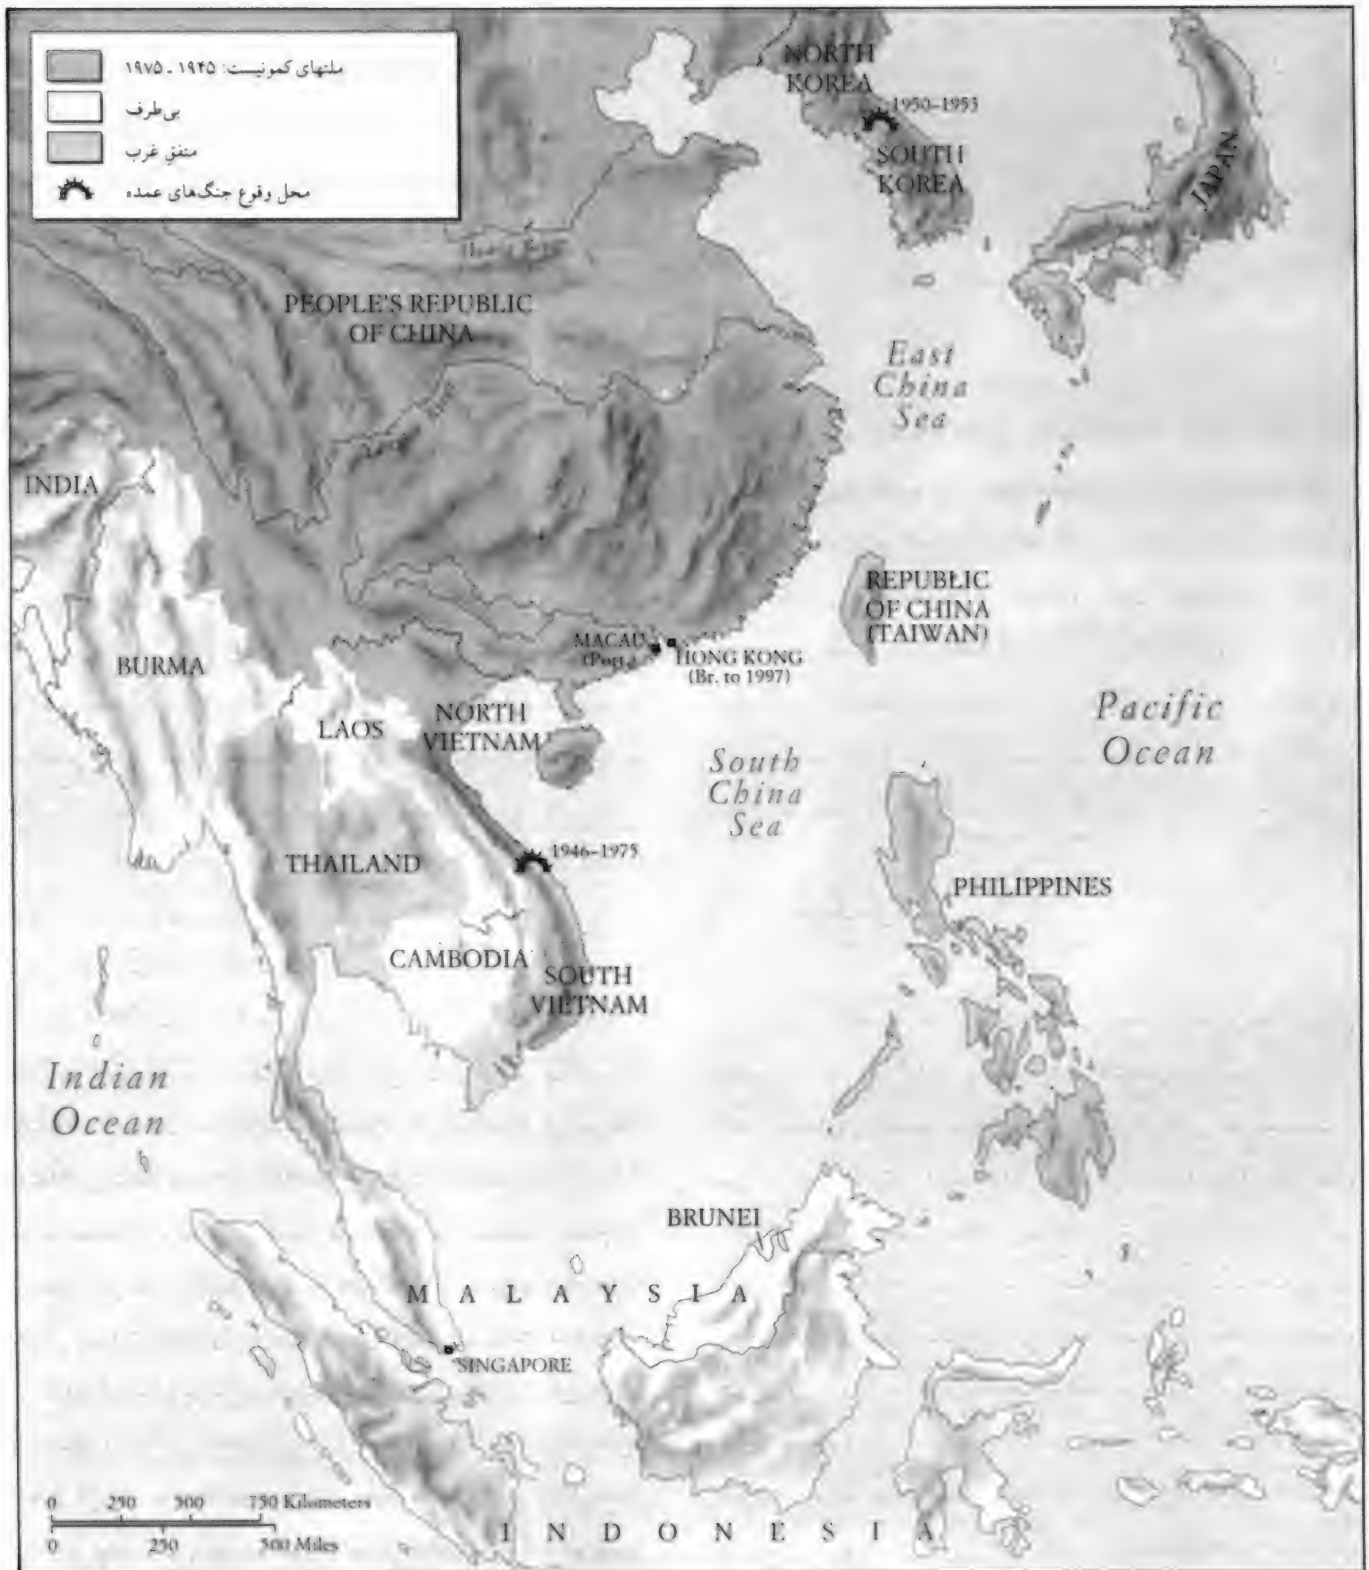 ملتهای کمونیست: ۱۹۴۵ ـ ۱۹۷۵
بی‌طرف
متفقِ غرب
محل وقوع جنگ‌های عمده
NORTH
KOREA
1950–1953
SOUTH
KOREA
JAPAN
PEOPLE'S REPUBLIC
OF CHINA
East
China
Sea
INDIA
REPUBLIC
OF CHINA
(TAIWAN)
MACAU
(Port.)
HONG KONG
(Br. to 1997)
BURMA
LAOS
NORTH
VIETNAM
Pacific
Ocean
South
China
Sea
1946–1975
THAILAND
PHILIPPINES
CAMBODIA
SOUTH
VIETNAM
Indian
Ocean
BRUNEI
MALAYSIA
SINGAPORE
INDONESIA
0 250 500 750 Kilometers
0 250 500 Miles